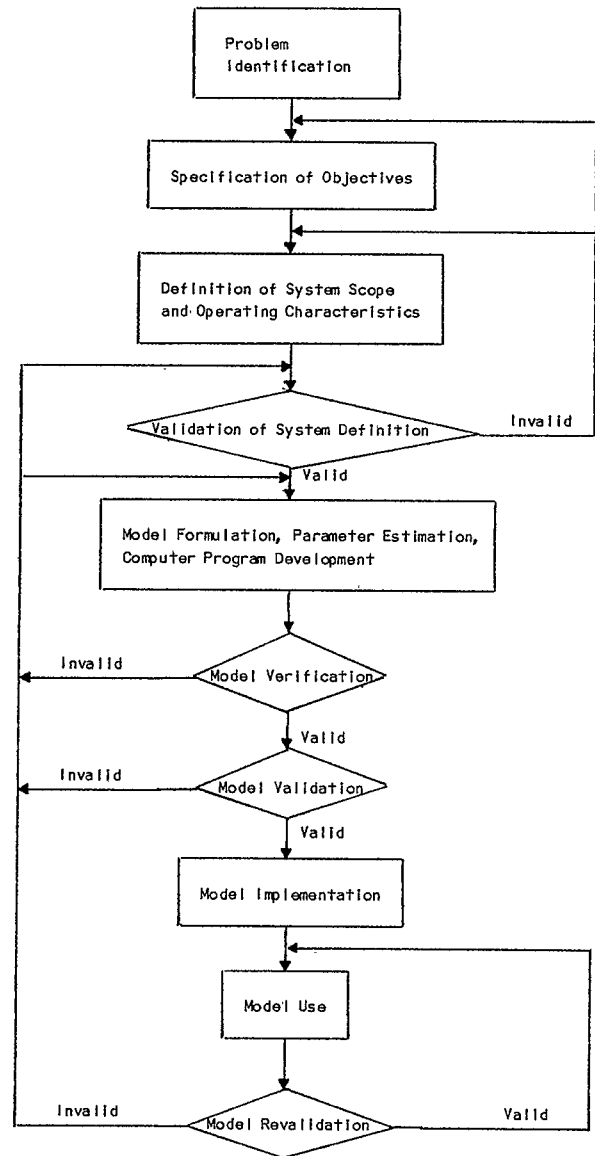 Problem
Identification
Specification of Objectives
Definition of System Scope
and Operating Characteristics
Validation of System Definition
Invalid
Valid
Model Formulation, Parameter Estimation,
Computer Program Development
Invalid
Model Verification
Valid
Invalid
Model Validation
Valid
Model Implementation
Model Use
Invalid
Model Revalidation
Valid